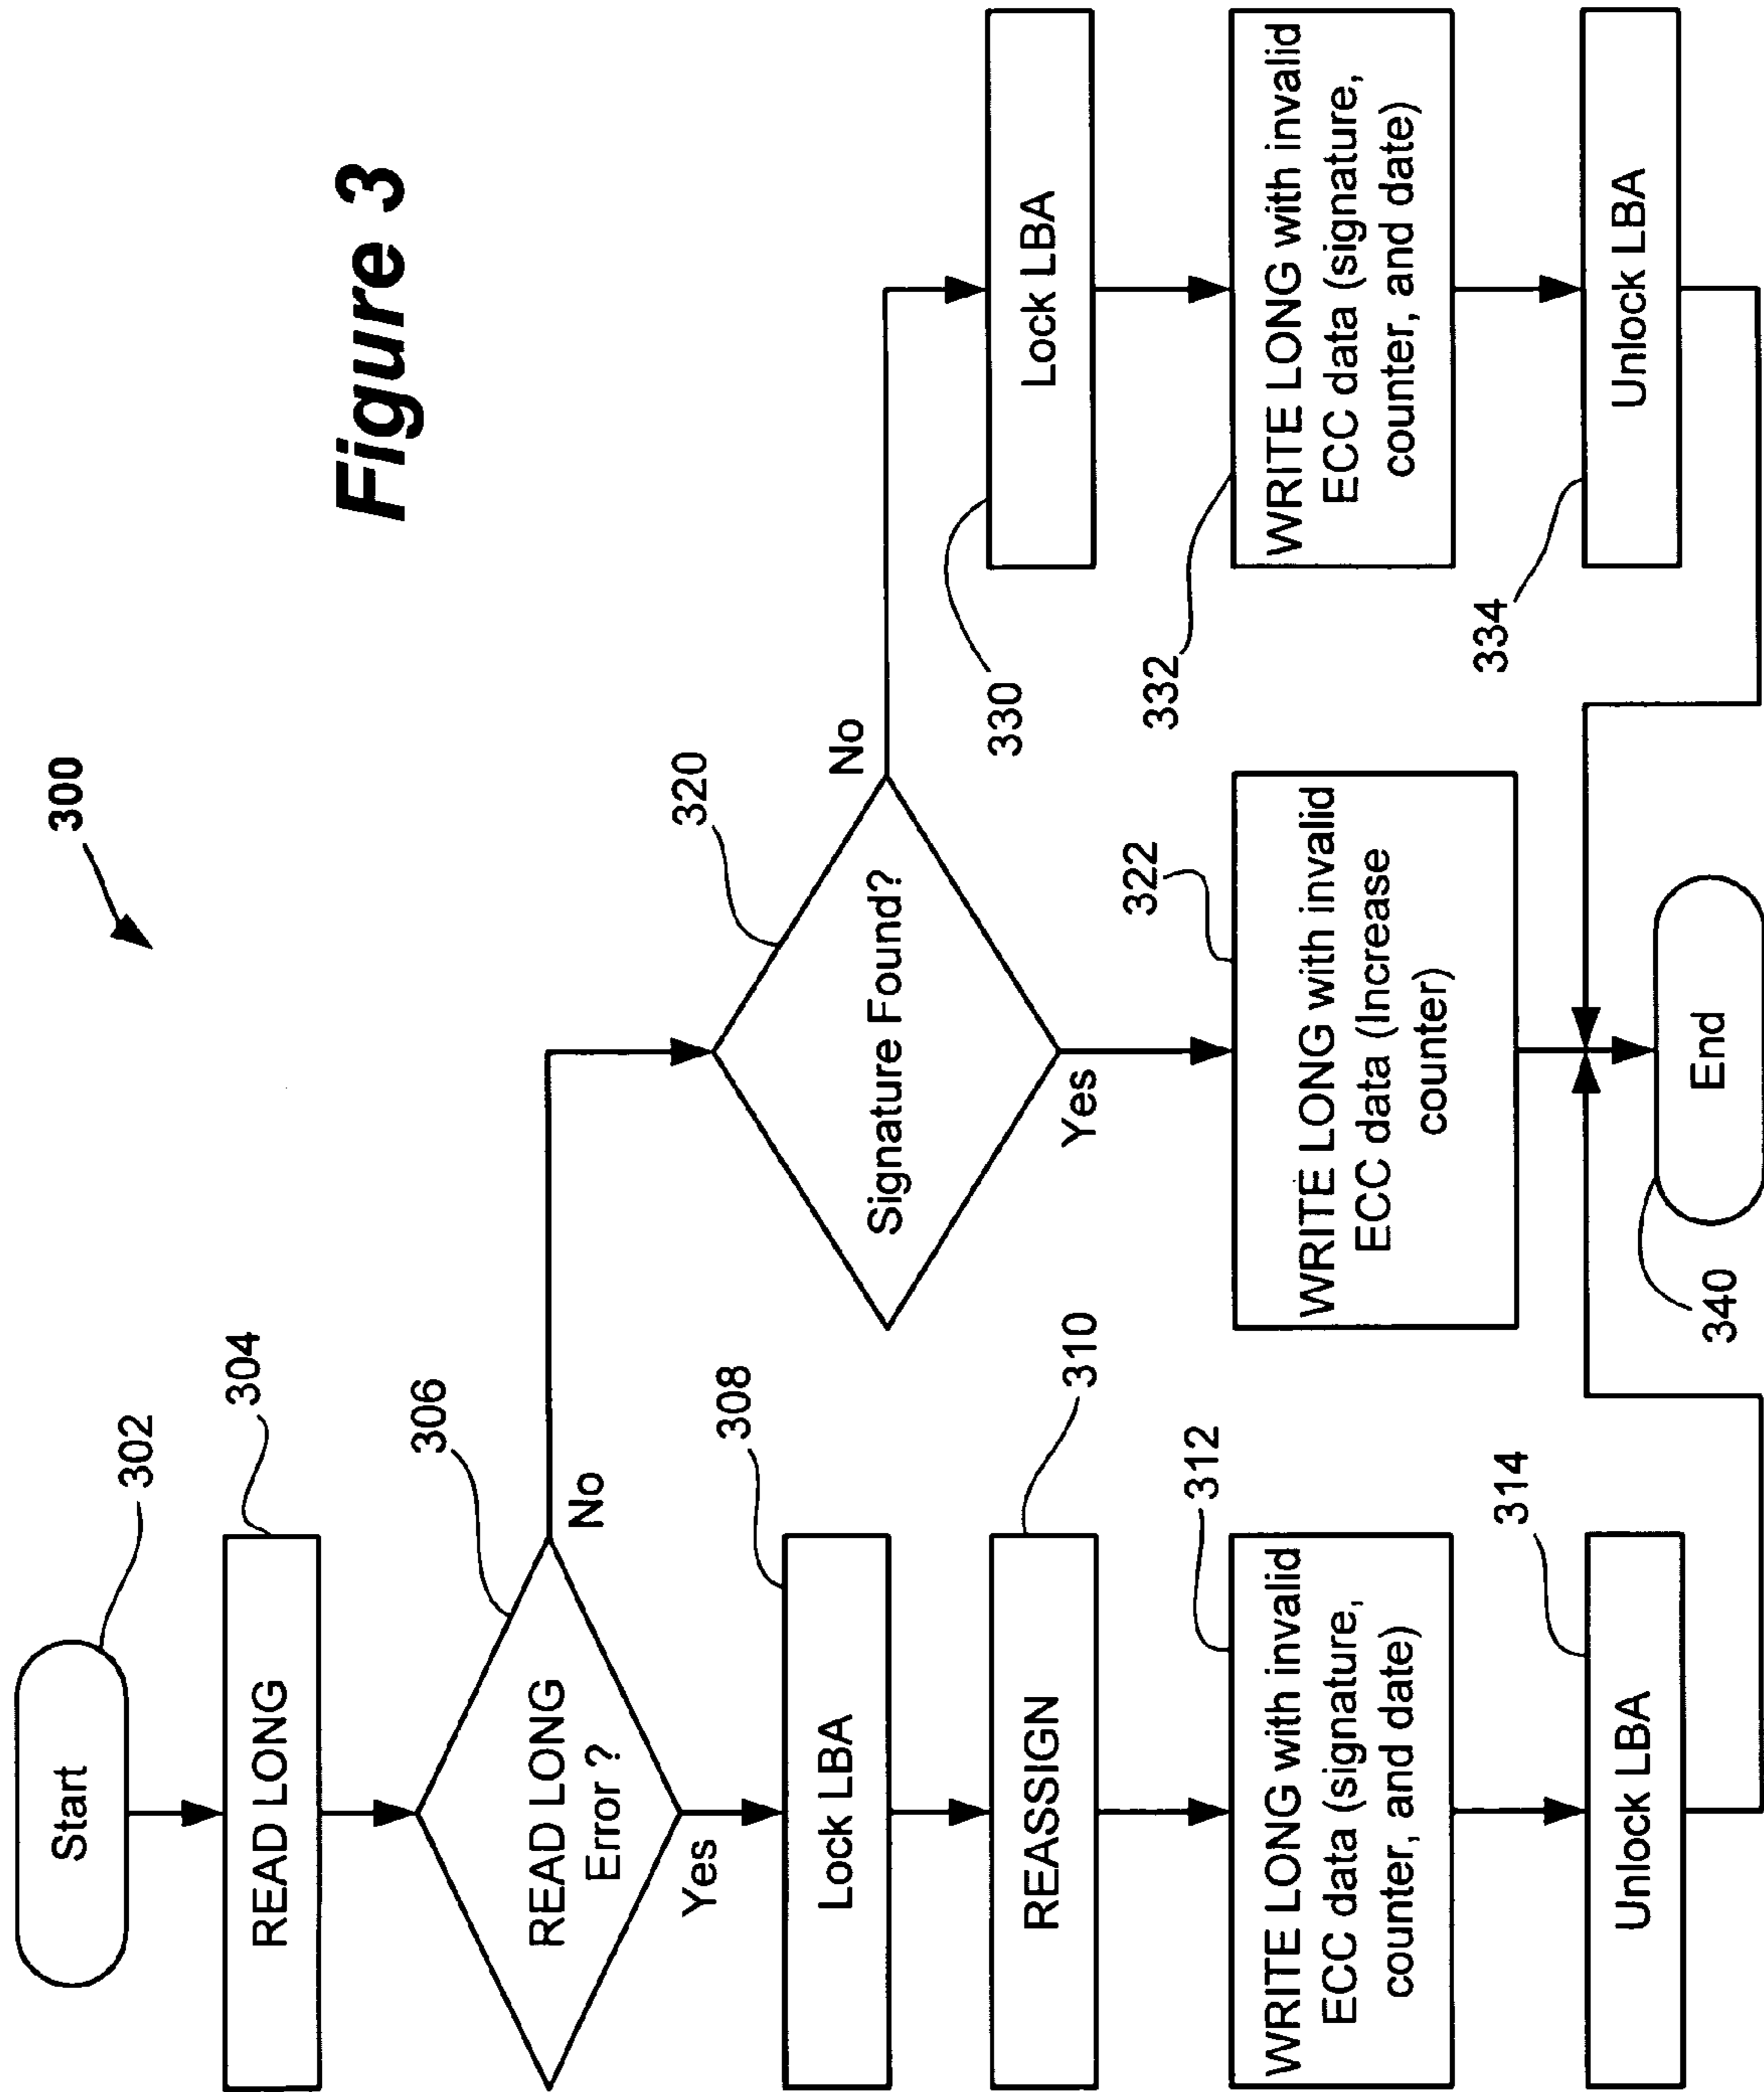 300
Figure 3
Start
302
READ LONG
304
READ LONG
Error ?
306
Yes
No
Lock LBA
308
REASSIGN
310
WRITE LONG with invalid
ECC data (signature,
counter, and date)
312
Unlock LBA
314
Signature Found?
320
Yes
No
WRITE LONG with invalid
ECC data (Increase
counter)
322
Lock LBA
330
WRITE LONG with invalid
ECC data (signature,
counter, and date)
332
Unlock LBA
334
End
340